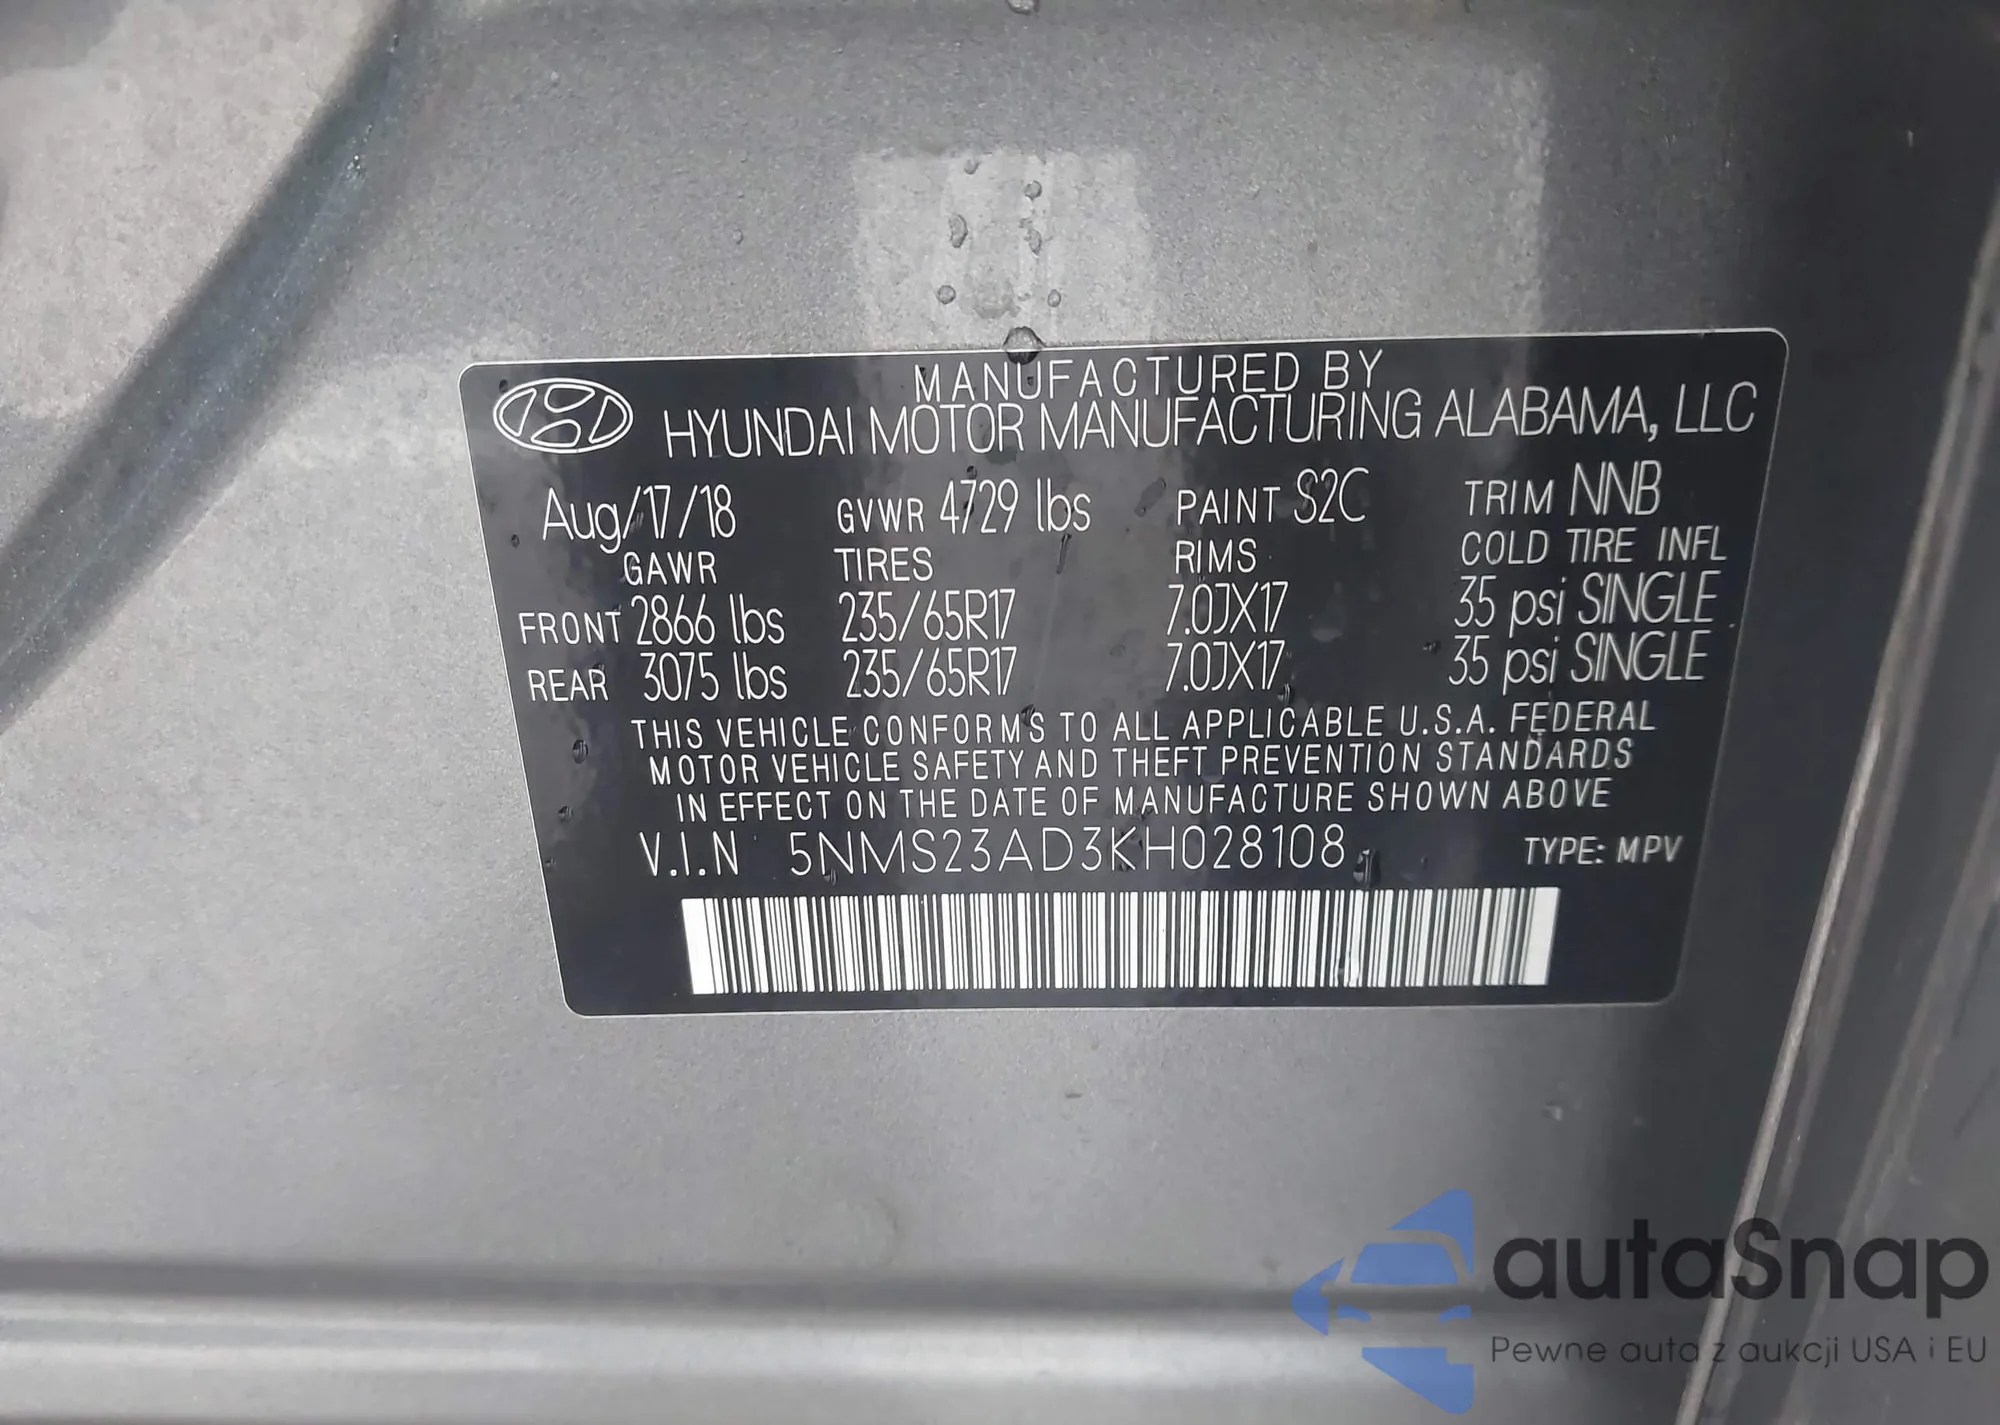 MANUFACTURED BY
HYUNDAI MOTOR MANUFACTURING ALABAMA, LLC
Aug/17/18 GVWR 4729 lbs PAINT S2C TRIM NNB
GAWR TIRES RIMS COLD TIRE INFL
FRONT 2866 lbs 235/65R17 7.0JX17 35 psi SINGLE
REAR 3075 lbs 235/65R17 7.0JX17 35 psi SINGLE
THIS VEHICLE CONFORMS TO ALL APPLICABLE U.S.A. FEDERAL
MOTOR VEHICLE SAFETY AND THEFT PREVENTION STANDARDS
IN EFFECT ON THE DATE OF MANUFACTURE SHOWN ABOVE
V.I.N 5NMS23AD3KH028108 TYPE: MPV
autaSnap
Pewne auta z aukcji USA i EU